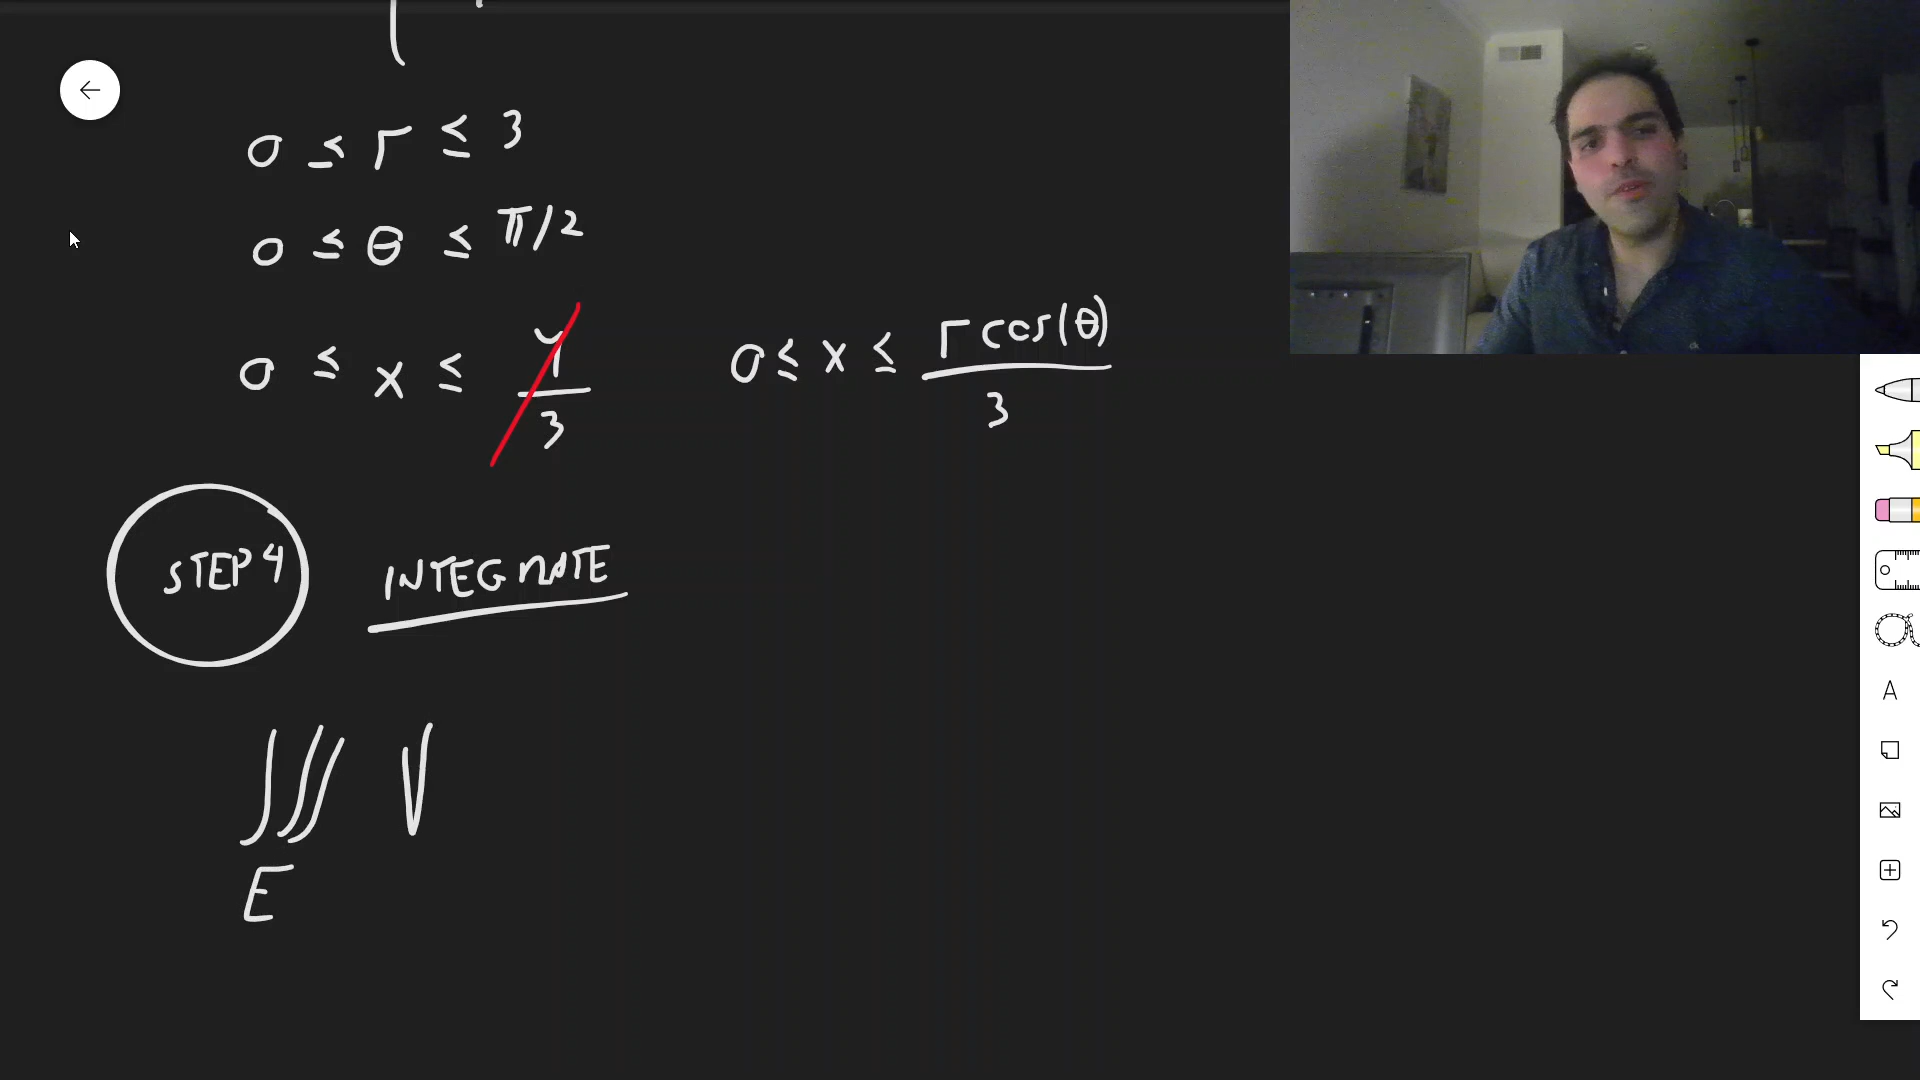 0 ≤ r ≤ 3
0 ≤ θ ≤ π/2
0 ≤ x ≤ y/3 0 ≤ x ≤ r cos(θ)/3
STEP 4 INTEGRATE
∭ V
E
A